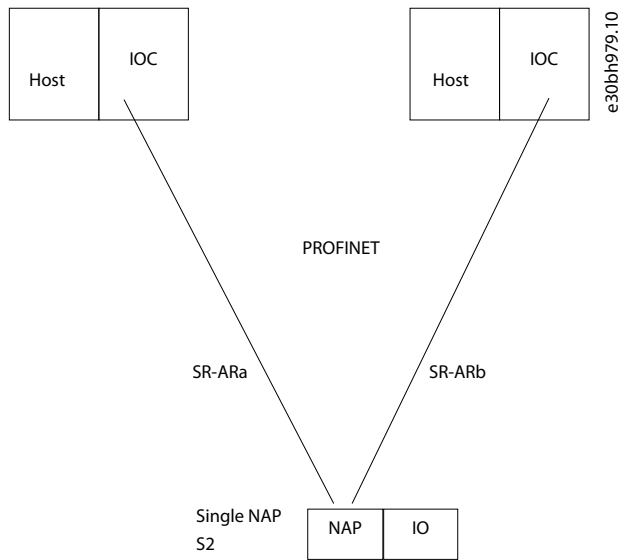 Host
IOC
Host
IOC
e30bh979.10
PROFINET
SR-ARa
SR-ARb
Single NAP
S2
NAP
IO